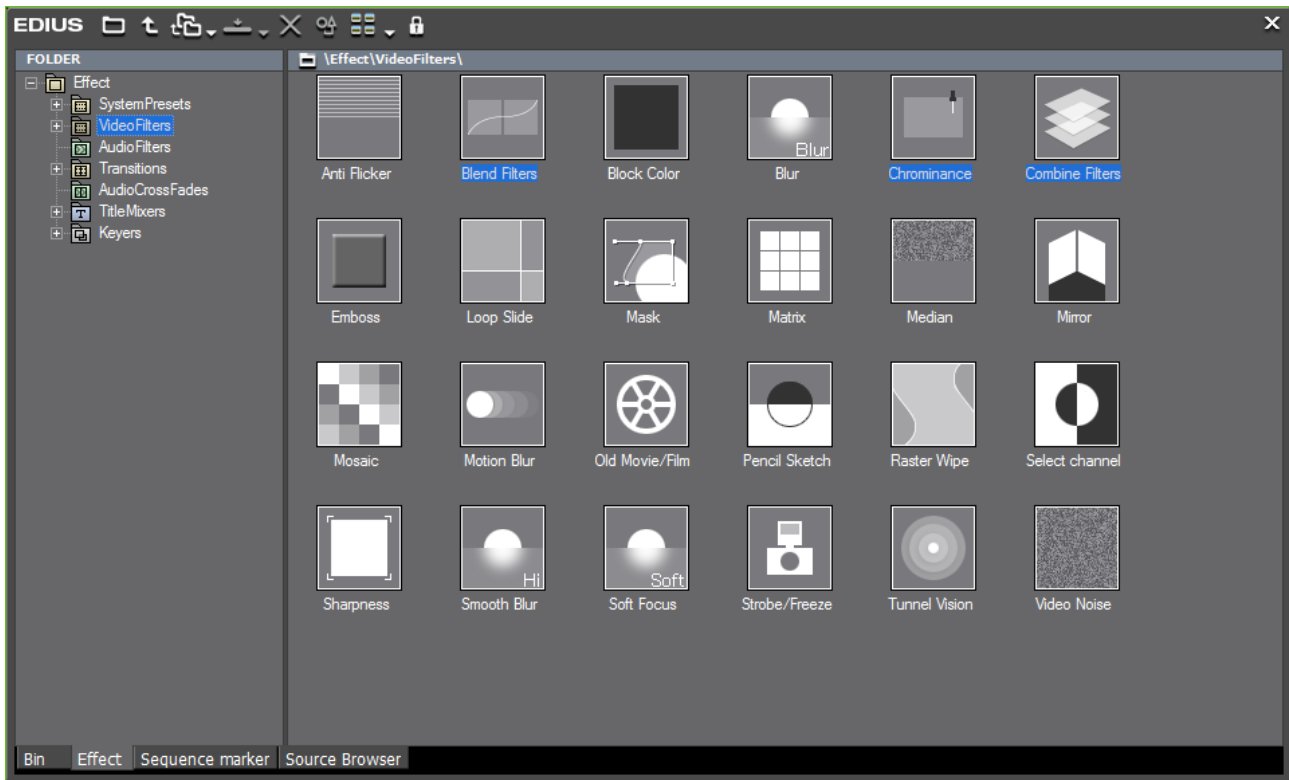 EDIUS
FOLDER
\Effect\VideoFilters\
Effect
SystemPresets
VideoFilters
AudioFilters
Transitions
AudioCrossFades
TitleMixers
Keyers
T
Blur
Anti Flicker Blend Filters Block Color Blur Chrominance Combine Filters
Emboss Loop Slide Mask Matrix Median Mirror
Mosaic Motion Blur Old Movie/Film Pencil Sketch Raster Wipe Select channel
Hi Soft
Sharpness Smooth Blur Soft Focus Strobe/Freeze Tunnel Vision Video Noise
Bin Effect Sequence marker Source Browser